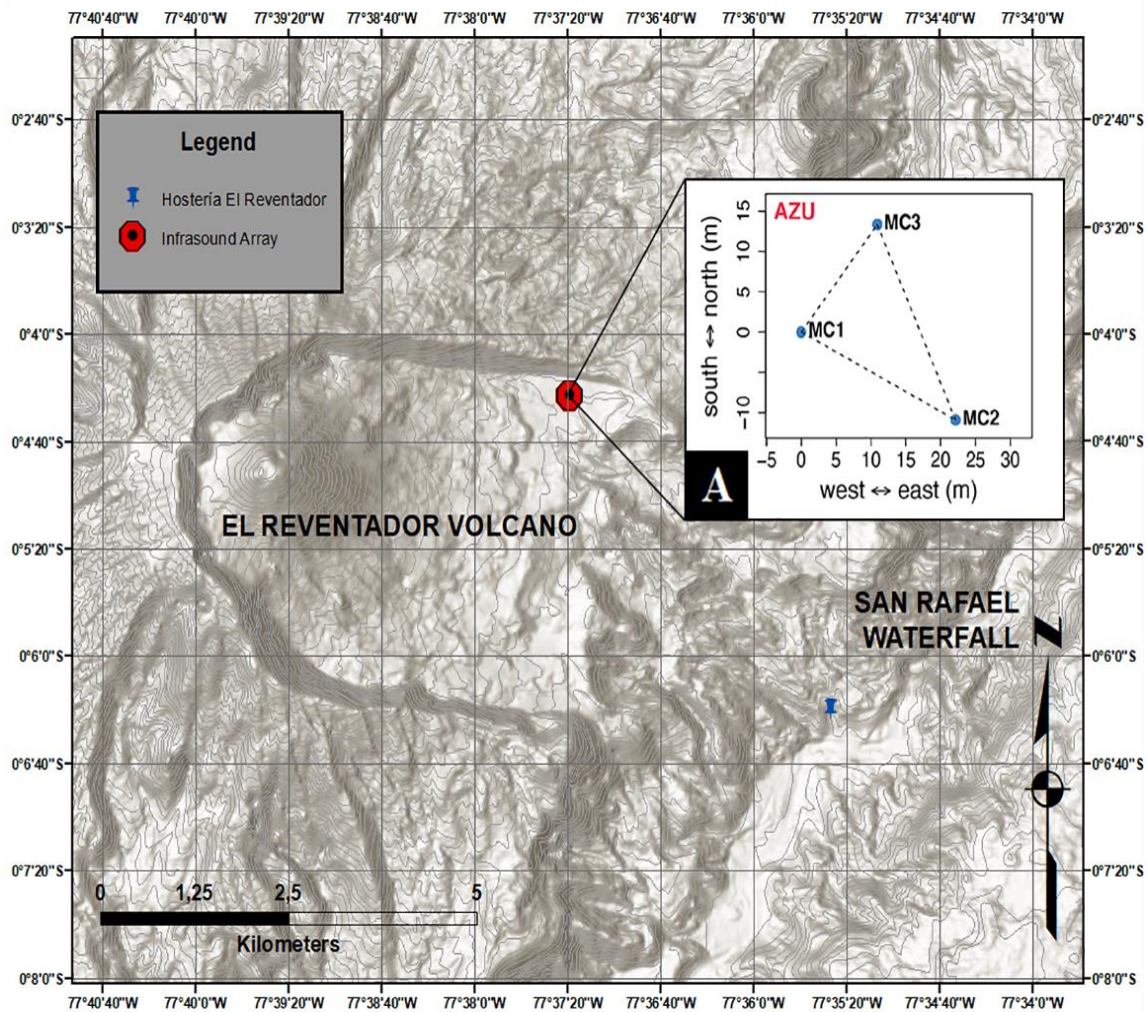 77°40'40"W 77°40'0"W 77°39'20"W 77°38'40"W 77°38'0"W 77°37'20"W 77°36'40"W 77°36'0"W 77°35'20"W 77°34'40"W 77°34'0"W
0°2'40"S 0°2'40"S
Legend
Hostería El Reventador
Infrasound Array
0°3'20"S 0°3'20"S
AZU
15
10
5
0
-10
south ↔ north (m)
MC3
MC1
MC2
-5 0 5 10 15 20 25 30
west ↔ east (m)
A
0°4'0"S 0°4'0"S
0°4'40"S 0°4'40"S
EL REVENTADOR VOLCANO
0°5'20"S 0°5'20"S
SAN RAFAEL
WATERFALL
N
0°6'0"S 0°6'0"S
0°6'40"S 0°6'40"S
0°7'20"S 0°7'20"S
0 1,25 2,5 5
Kilometers
0°8'0"S 0°8'0"S
77°40'40"W 77°40'0"W 77°39'20"W 77°38'40"W 77°38'0"W 77°37'20"W 77°36'40"W 77°36'0"W 77°35'20"W 77°34'40"W 77°34'0"W